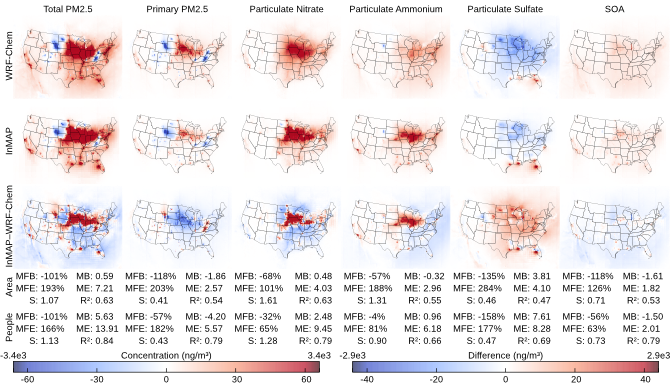 Total PM2.5 Primary PM2.5 Particulate Nitrate Particulate Ammonium Particulate Sulfate SOA
WRF-Chem
InMAP
InMAP−WRF-Chem
Area
MFB: -101% MB: 0.59 MFB: -118% MB: -1.86 MFB: -68% MB: 0.48 MFB: -57% MB: -0.32 MFB: -135% MB: 3.81 MFB: -118% MB: -1.61
MFE: 193% ME: 7.21 MFE: 203% ME: 2.57 MFE: 101% ME: 4.03 MFE: 188% ME: 2.96 MFE: 284% ME: 4.10 MFE: 126% ME: 1.82
S: 1.07 R²: 0.63 S: 0.41 R²: 0.54 S: 1.61 R²: 0.63 S: 1.31 R²: 0.55 S: 0.46 R²: 0.47 S: 0.71 R²: 0.53
People
MFB: -101% MB: 5.63 MFB: -57% MB: -4.20 MFB: -32% MB: 2.48 MFB: -4% MB: 0.96 MFB: -158% MB: 7.61 MFB: -56% MB: -1.50
MFE: 166% ME: 13.91 MFE: 182% ME: 5.57 MFE: 65% ME: 9.45 MFE: 81% ME: 6.18 MFE: 177% ME: 8.28 MFE: 63% ME: 2.01
S: 1.13 R²: 0.84 S: 0.43 R²: 0.79 S: 1.28 R²: 0.79 S: 0.90 R²: 0.66 S: 0.47 R²: 0.69 S: 0.73 R²: 0.79
-3.4e3 Concentration (ng/m³) 3.4e3 -2.9e3 Difference (ng/m³) 2.9e3
-60 -30 0 30 60 -40 -20 0 20 40